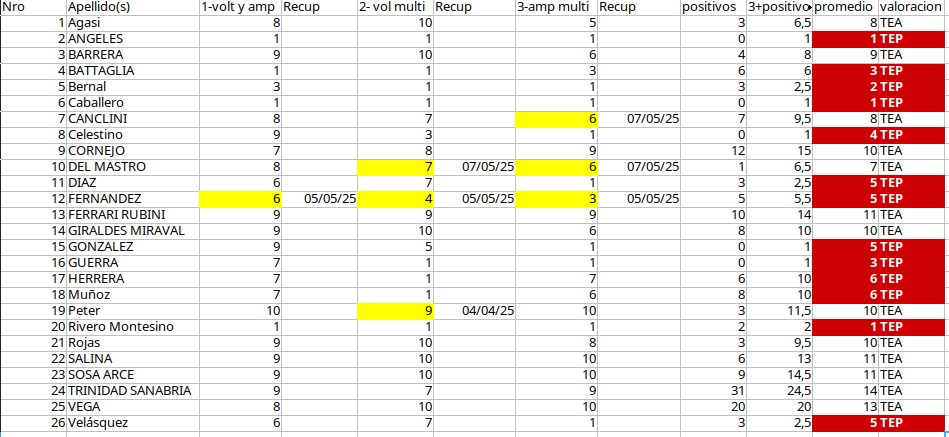 Nro Apellido(s) 1-volt y amp Recup 2- vol multi Recup 3-amp multi Recup positivos 3+positivo promedio valoracion
1 Agasi 8 10 5 3 6,5 8 TEA
2 ANGELES 1 1 1 0 1 1 TEP
3 BARRERA 9 10 6 4 8 9 TEA
4 BATTAGLIA 1 1 3 6 6 3 TEP
5 Bernal 3 1 1 3 2,5 2 TEP
6 Caballero 1 1 1 0 1 1 TEP
7 CANCLINI 8 7 6 07/05/25 7 9,5 8 TEA
8 Celestino 9 3 1 0 1 4 TEP
9 CORNEJO 7 8 9 12 15 10 TEA
10 DEL MASTRO 8 7 07/05/25 6 07/05/25 1 6,5 7 TEA
11 DIAZ 6 7 1 3 2,5 5 TEP
12 FERNANDEZ 6 05/05/25 4 05/05/25 3 05/05/25 5 5,5 5 TEP
13 FERRARI RUBINI 9 9 9 10 14 11 TEA
14 GIRALDES MIRAVAL 9 10 6 8 10 10 TEA
15 GONZALEZ 9 5 1 0 1 5 TEP
16 GUERRA 7 1 1 0 1 3 TEP
17 HERRERA 7 1 7 6 10 6 TEP
18 Muñoz 7 1 6 8 10 6 TEP
19 Peter 10 9 04/04/25 10 3 11,5 10 TEA
20 Rivero Montesino 1 1 1 2 2 1 TEP
21 Rojas 9 10 8 3 9,5 10 TEA
22 SALINA 9 10 10 6 13 11 TEA
23 SOSA ARCE 9 10 10 9 14,5 11 TEA
24 TRINIDAD SANABRIA 9 7 9 31 24,5 14 TEA
25 VEGA 8 10 10 20 20 13 TEA
26 Velásquez 6 7 1 3 2,5 5 TEP